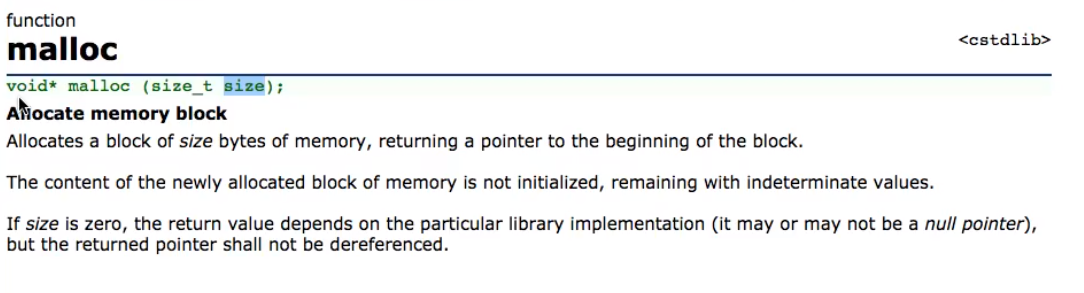 function
malloc
<cstdlib>
void* malloc (size_t size);
Allocate memory block
Allocates a block of size bytes of memory, returning a pointer to the beginning of the block.
The content of the newly allocated block of memory is not initialized, remaining with indeterminate values.
If size is zero, the return value depends on the particular library implementation (it may or may not be a null pointer),
but the returned pointer shall not be dereferenced.